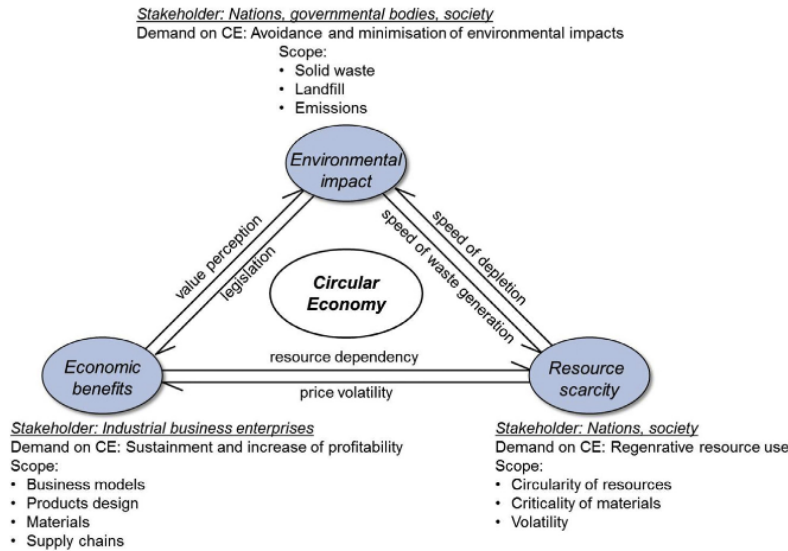 Stakeholder: Nations, governmental bodies, society
Demand on CE: Avoidance and minimisation of environmental impacts
Scope:
• Solid waste
• Landfill
• Emissions
Environmental
impact
value perception
legislation
speed of depletion
speed of waste generation
Circular
Economy
Economic
benefits
resource dependency
price volatility
Resource
scarcity
Stakeholder: Industrial business enterprises
Demand on CE: Sustainment and increase of profitability
Scope:
• Business models
• Products design
• Materials
• Supply chains
Stakeholder: Nations, society
Demand on CE: Regenrative resource use
Scope:
• Circularity of resources
• Criticality of materials
• Volatility